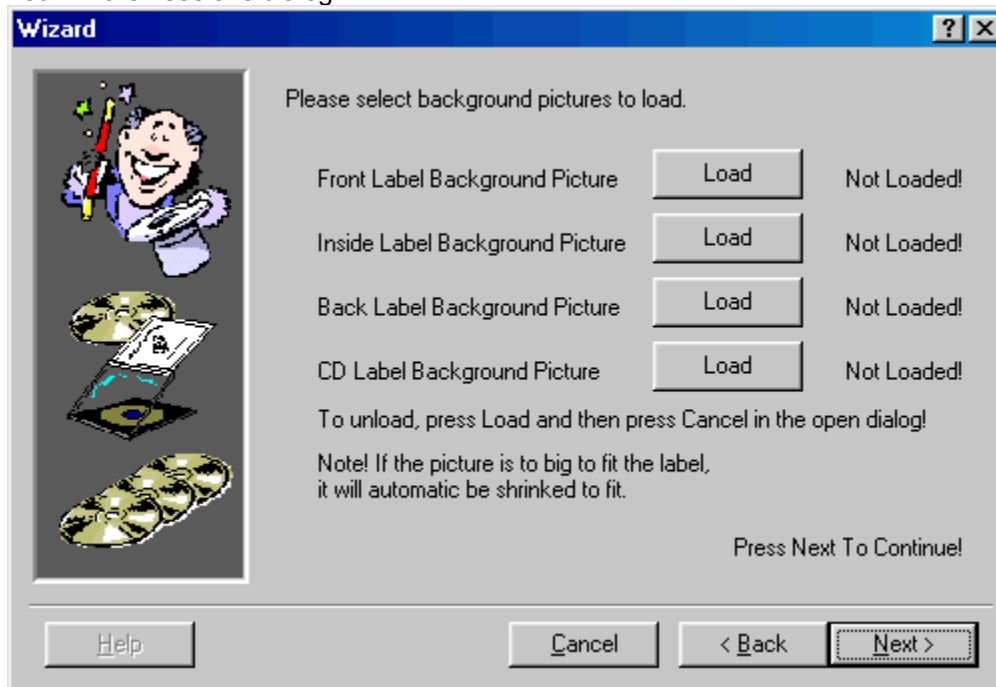 Wizard
Please select background pictures to load.
Front Label Background Picture Load Not Loaded!
Inside Label Background Picture Load Not Loaded!
Back Label Background Picture Load Not Loaded!
CD Label Background Picture Load Not Loaded!
To unload, press Load and then press Cancel in the open dialog!
Note! If the picture is to big to fit the label,
it will automatic be shrinked to fit.
Press Next To Continue!
Help Cancel < Back Next >